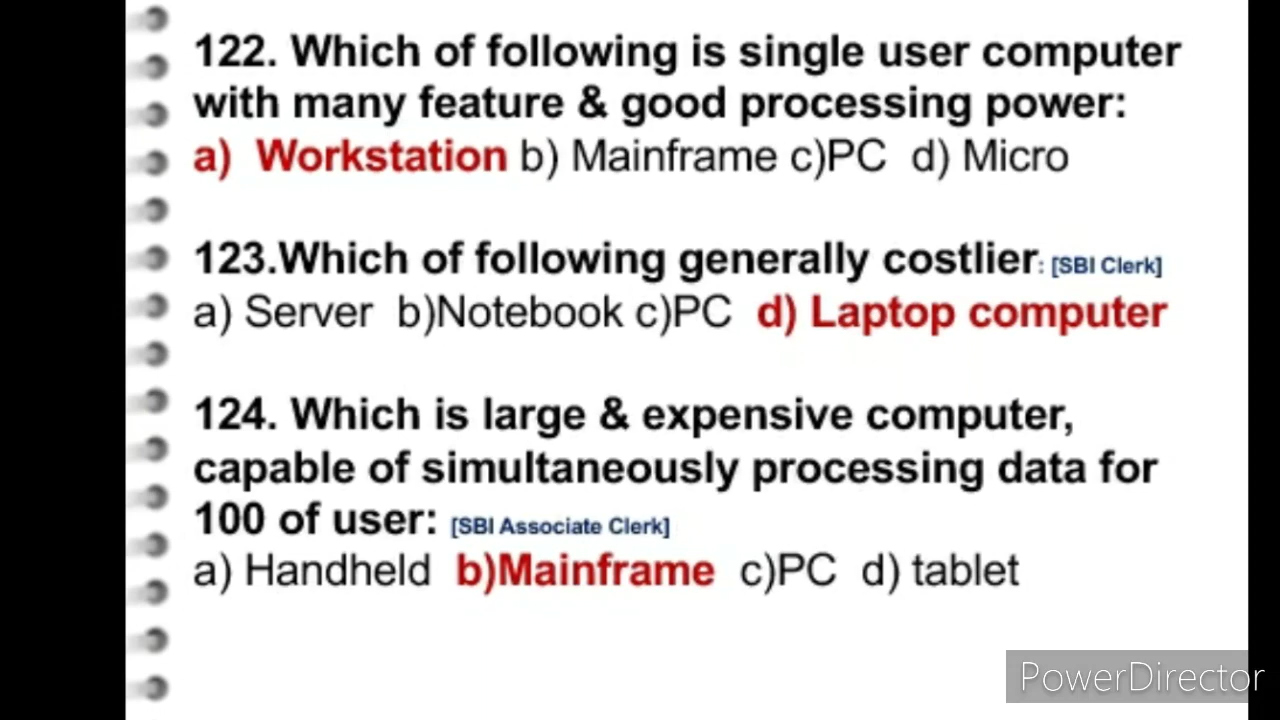 122. Which of following is single user computer
with many feature & good processing power:
a)  Workstation b) Mainframe c)PC  d) Micro
123.Which of following generally costlier: [SBI Clerk]
a) Server  b)Notebook c)PC  d) Laptop computer
124. Which is large & expensive computer,
capable of simultaneously processing data for
100 of user: [SBI Associate Clerk]
a) Handheld  b)Mainframe  c)PC  d) tablet
PowerDirector